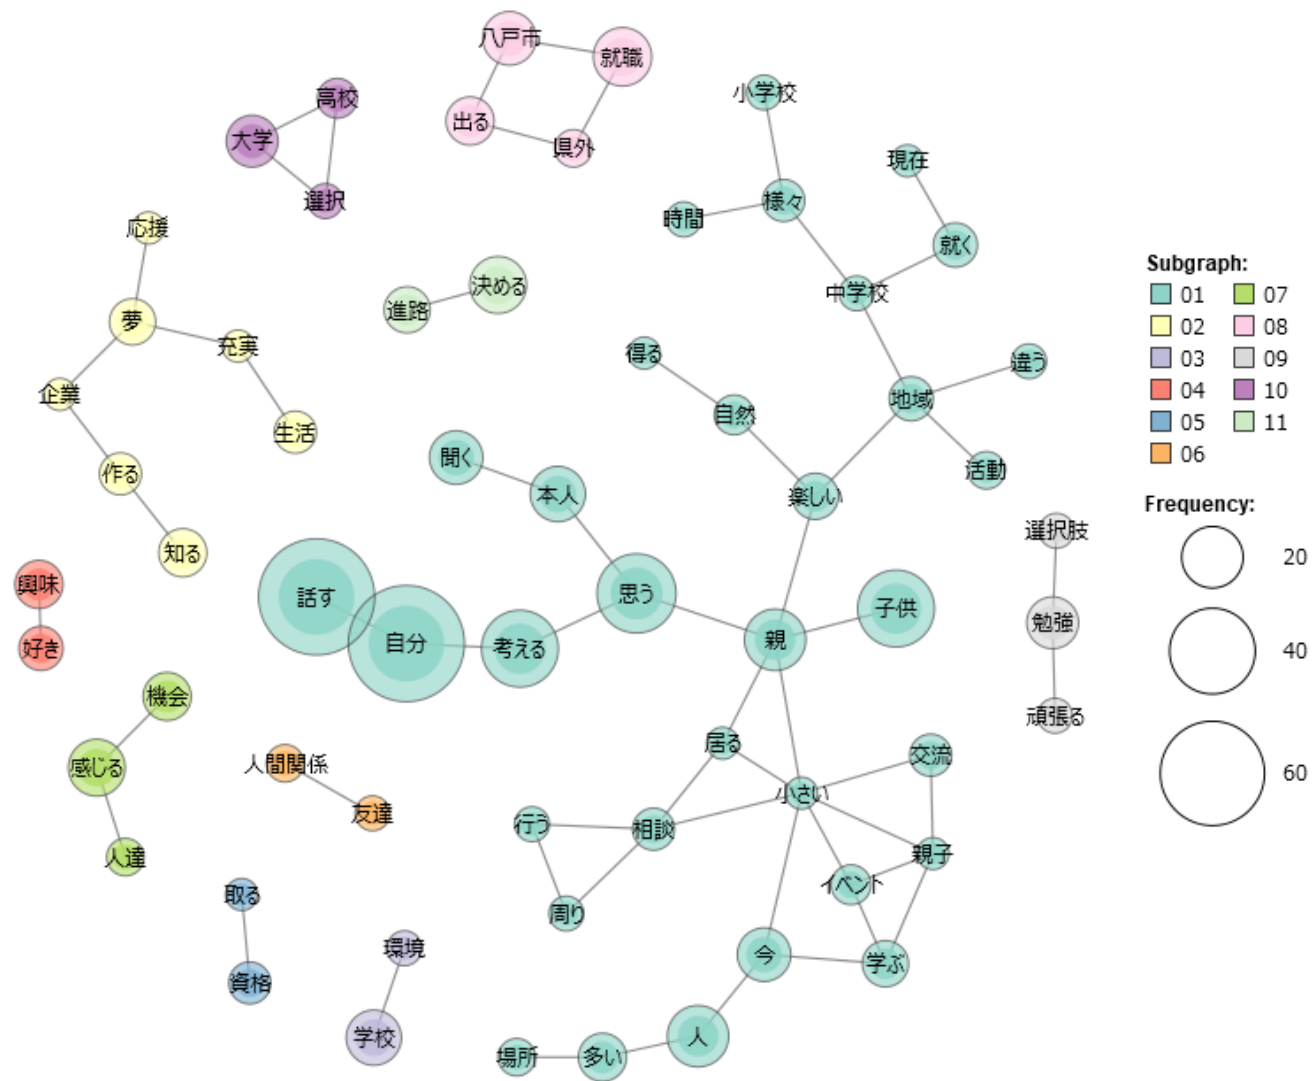 八戸市
就職
出る
県外
高校
大学
選択
小学校
現在
様々
時間
就く
中学校
応援
夢
充実
企業
生活
作る
知る
決める
進路
得る
自然
地域
違う
活動
楽しい
聞く
本人
興味
好き
話す
自分
考える
思う
親
子供
選択肢
勉強
頑張る
機会
感じる
人達
人間関係
友達
居る
小さい
交流
行う
相談
親子
イベント
周り
取る
資格
環境
学校
今
学ぶ
人
多い
場所
Subgraph:
01 07
02 08
03 09
04 10
05 11
06
Frequency:
20
40
60